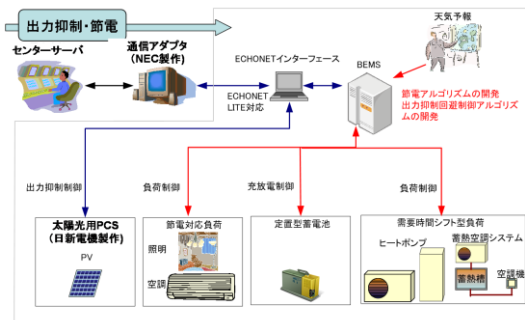 出力抑制・節電
センターサーバ
通信アダプタ
（NEC製作）
ECHONETインターフェース
ECHONET
LITE対応
BEMS
天気予報
節電アルゴリズムの開発
出力抑制回避制御アルゴリズ
ムの開発
出力抑制制御
負荷制御
充放電制御
負荷制御
太陽光用PCS
（日新電機製作）
PV
節電対応負荷
照明
空調
定置型蓄電池
需要時間シフト型負荷
ヒートポンプ
蓄熱空調システム
蓄熱槽
空調機